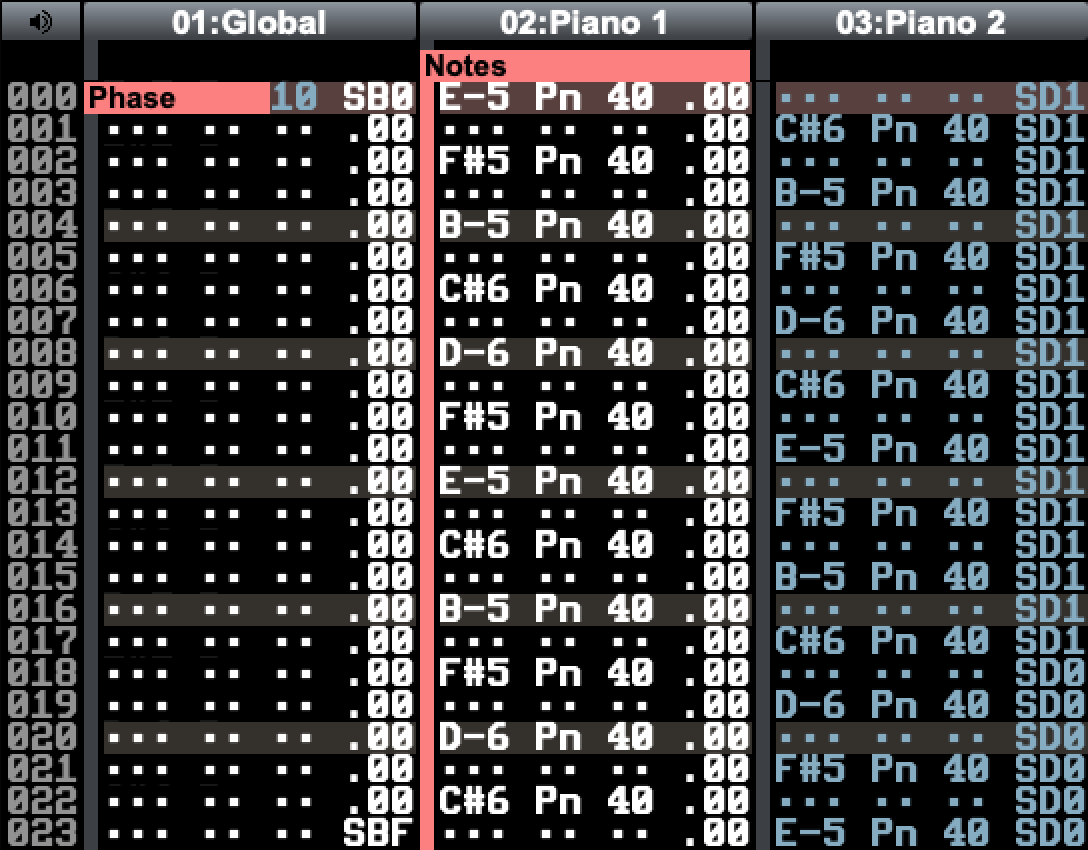 01:Global 02:Piano 1 03:Piano 2
Notes
000 Phase 10 SB0 E-5 Pn 40 .00 ... .. .. SD1
001 ... .. .. .00 ... .. .. .00 C#6 Pn 40 SD1
002 ... .. .. .00 F#5 Pn 40 .00 ... .. .. SD1
003 ... .. .. .00 ... .. .. .00 B-5 Pn 40 SD1
004 ... .. .. .00 B-5 Pn 40 .00 ... .. .. SD1
005 ... .. .. .00 ... .. .. .00 F#5 Pn 40 SD1
006 ... .. .. .00 C#6 Pn 40 .00 ... .. .. SD1
007 ... .. .. .00 ... .. .. .00 D-6 Pn 40 SD1
008 ... .. .. .00 D-6 Pn 40 .00 ... .. .. SD1
009 ... .. .. .00 ... .. .. .00 C#6 Pn 40 SD1
010 ... .. .. .00 F#5 Pn 40 .00 ... .. .. SD1
011 ... .. .. .00 ... .. .. .00 E-5 Pn 40 SD1
012 ... .. .. .00 E-5 Pn 40 .00 ... .. .. SD1
013 ... .. .. .00 ... .. .. .00 F#5 Pn 40 SD1
014 ... .. .. .00 C#6 Pn 40 .00 ... .. .. SD1
015 ... .. .. .00 ... .. .. .00 B-5 Pn 40 SD1
016 ... .. .. .00 B-5 Pn 40 .00 ... .. .. SD1
017 ... .. .. .00 ... .. .. .00 C#6 Pn 40 SD1
018 ... .. .. .00 F#5 Pn 40 .00 ... .. .. SD0
019 ... .. .. .00 ... .. .. .00 D-6 Pn 40 SD0
020 ... .. .. .00 D-6 Pn 40 .00 ... .. .. SD0
021 ... .. .. .00 ... .. .. .00 F#5 Pn 40 SD0
022 ... .. .. .00 C#6 Pn 40 .00 ... .. .. SD0
023 ... .. .. SBF ... .. .. .00 E-5 Pn 40 SD0